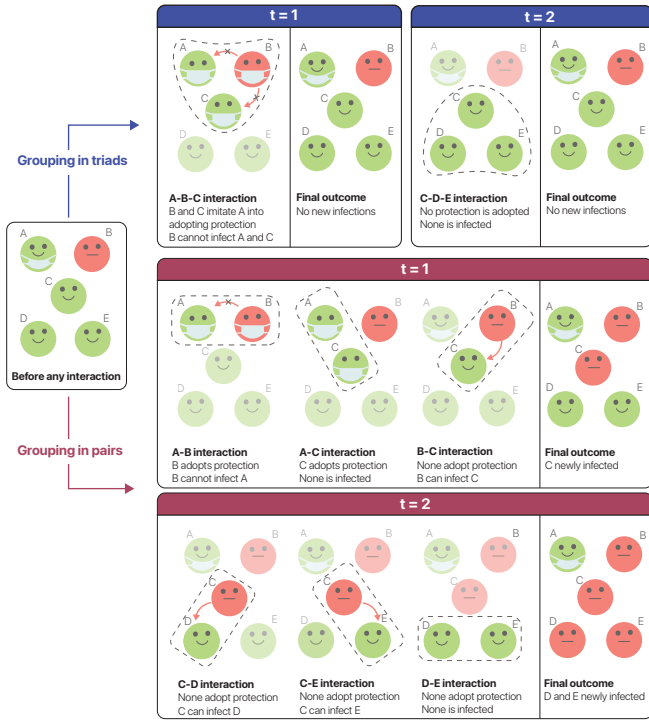 t = 1
t = 2
A
B
C
D
E
A
B
C
D
E
A
B
C
D
E
A
B
C
D
E
Grouping in triads
A-B-C interaction
B and C imitate A into
adopting protection
B cannot infect A and C
Final outcome
No new infections
C-D-E interaction
No protection is adopted
None is infected
Final outcome
No new infections
A
B
C
D
E
Before any interaction
t = 1
A
B
C
D
E
A
B
C
D
E
A
B
C
D
E
A
B
C
D
E
Grouping in pairs
A-B interaction
B adopts protection
B cannot infect A
A-C interaction
C adopts protection
None is infected
B-C interaction
None adopt protection
B can infect C
Final outcome
C newly infected
t = 2
A
B
C
D
E
A
B
C
D
E
A
B
C
D
E
A
B
C
D
E
C-D interaction
None adopt protection
C can infect D
C-E interaction
None adopt protection
C can infect E
D-E interaction
None adopt protection
None is infected
Final outcome
D and E newly infected